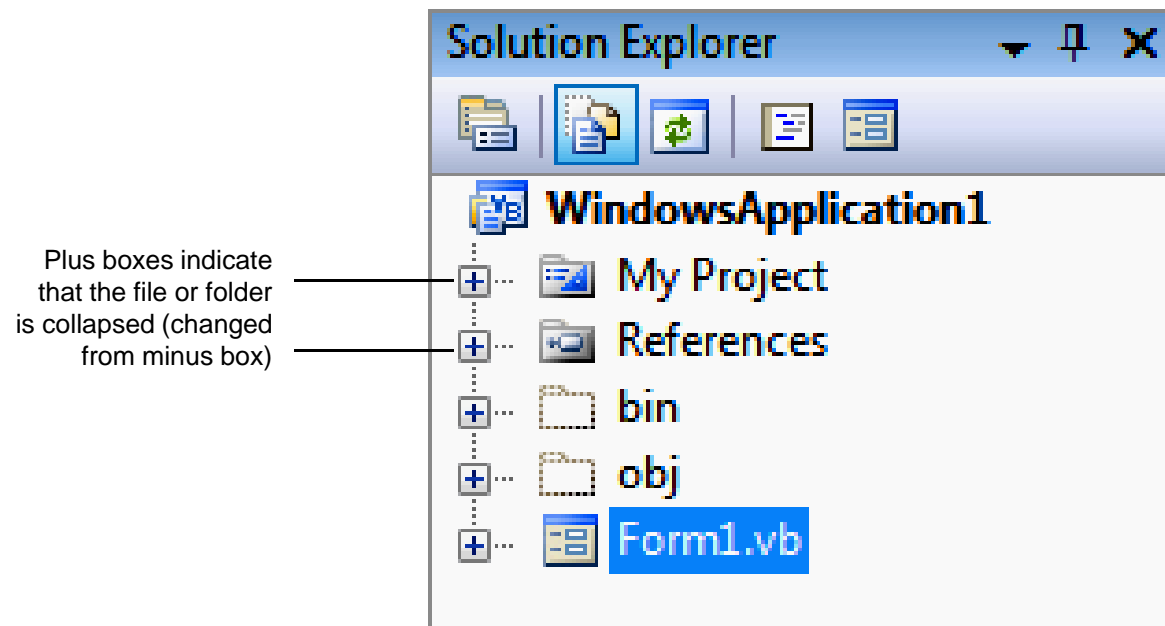 Solution Explorer
WindowsApplication1
My Project
References
bin
obj
Form1.vb
Plus boxes indicate
that the file or folder
is collapsed (changed
from minus box)